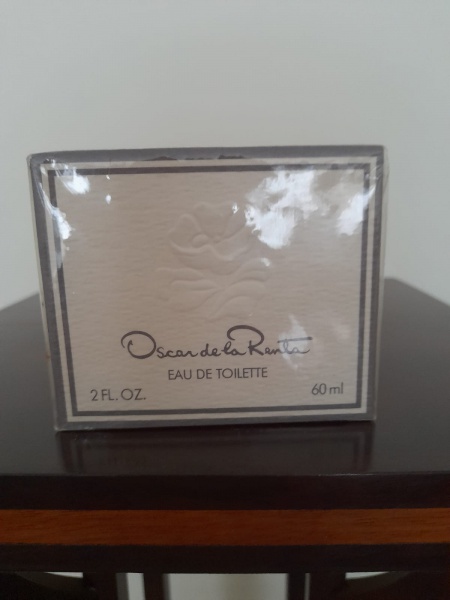 Oscar de la Renta
EAU DE TOILETTE
2 FL. OZ. 60 ml